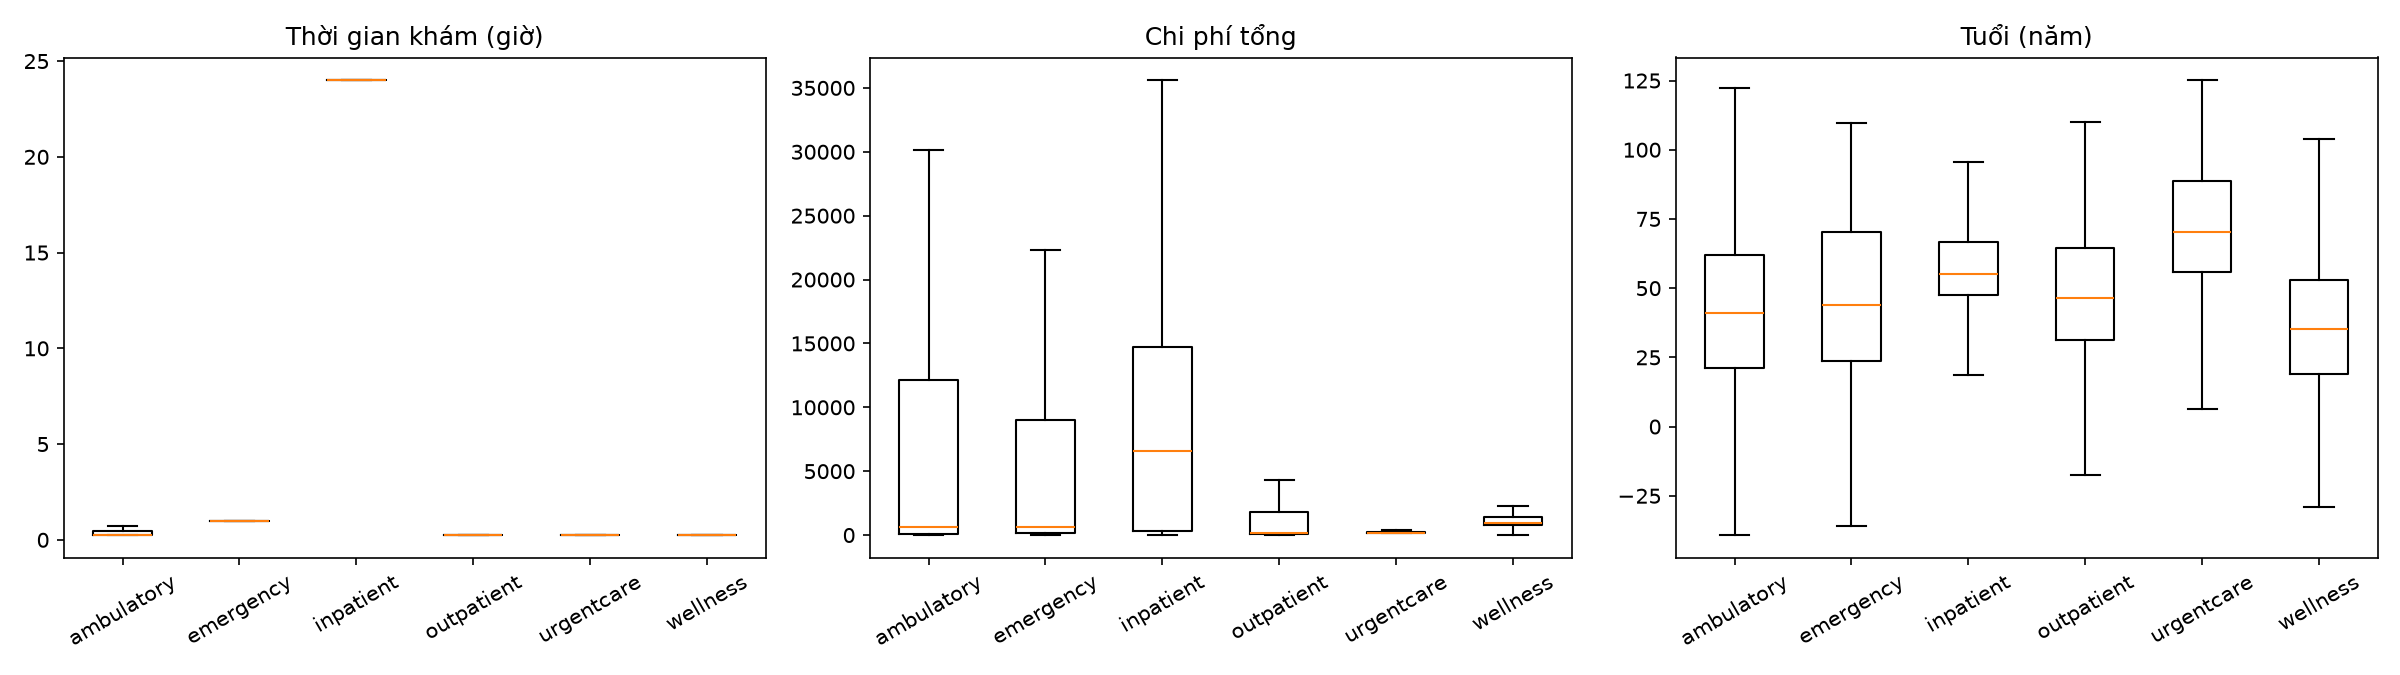 Thời gian khám (giờ)
25
20
15
10
5
0
ambulatory
emergency
inpatient
outpatient
urgentcare
wellness
Chi phí tổng
35000
30000
25000
20000
15000
10000
5000
0
ambulatory
emergency
inpatient
outpatient
urgentcare
wellness
Tuổi (năm)
125
100
75
50
25
0
−25
ambulatory
emergency
inpatient
outpatient
urgentcare
wellness